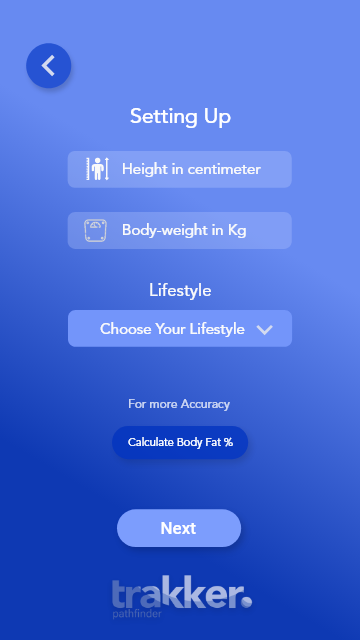 Setting Up
Height in centimeter
Body-weight in Kg
Lifestyle
Choose Your Lifestyle
For more Accuracy
Calculate Body Fat %
Next
trakker.
pathfinder